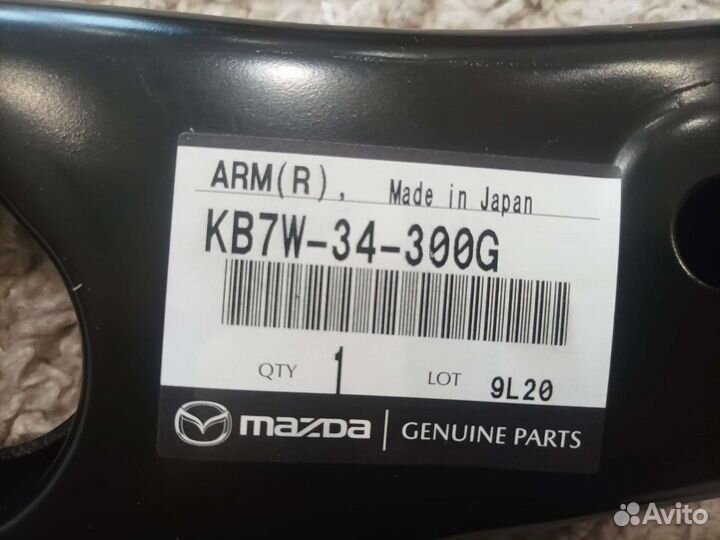 ARM(R), Made in Japan
KB7W-34-300G
QTY 1 LOT 9L20
mazda | GENUINE PARTS
Avito